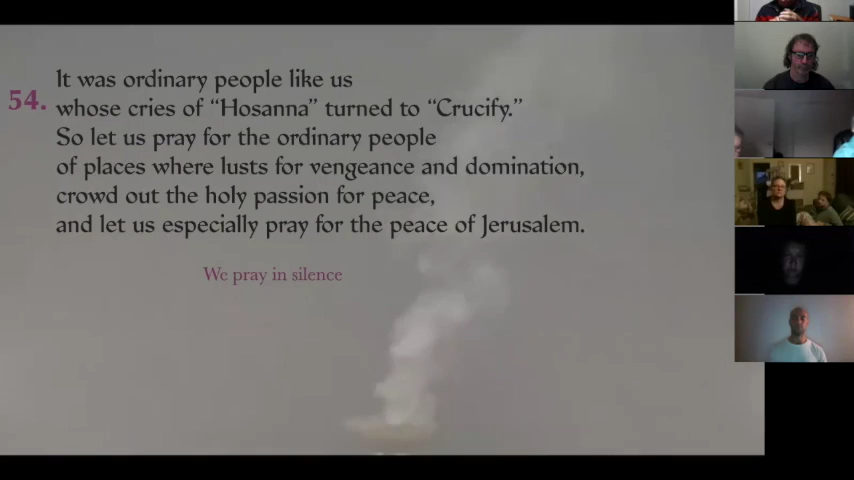 It was ordinary people like us
54. whose cries of “Hosanna” turned to “Crucify.”
So let us pray for the ordinary people
of places where lusts for vengeance and domination,
crowd out the holy passion for peace,
and let us especially pray for the peace of Jerusalem.
We pray in silence